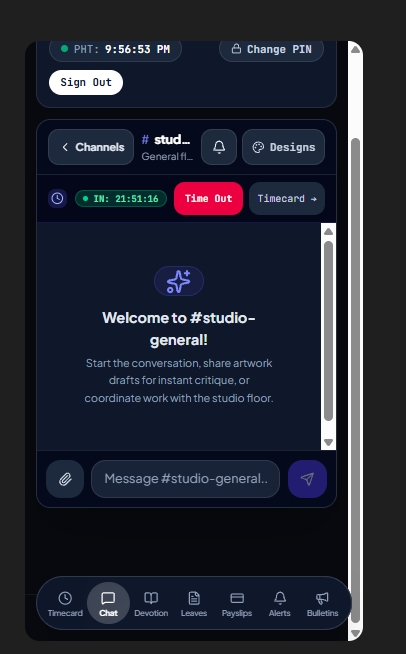 PHT: 9:56:53 PM
Change PIN
Sign Out
Channels
# stud...
General fl...
Designs
IN: 21:51:16
Time Out
Timecard →
Welcome to #studio-
general!
Start the conversation, share artwork
drafts for instant critique, or
coordinate work with the studio floor.
Message #studio-general..
Timecard
Chat
Devotion
Leaves
Payslips
Alerts
Bulletins